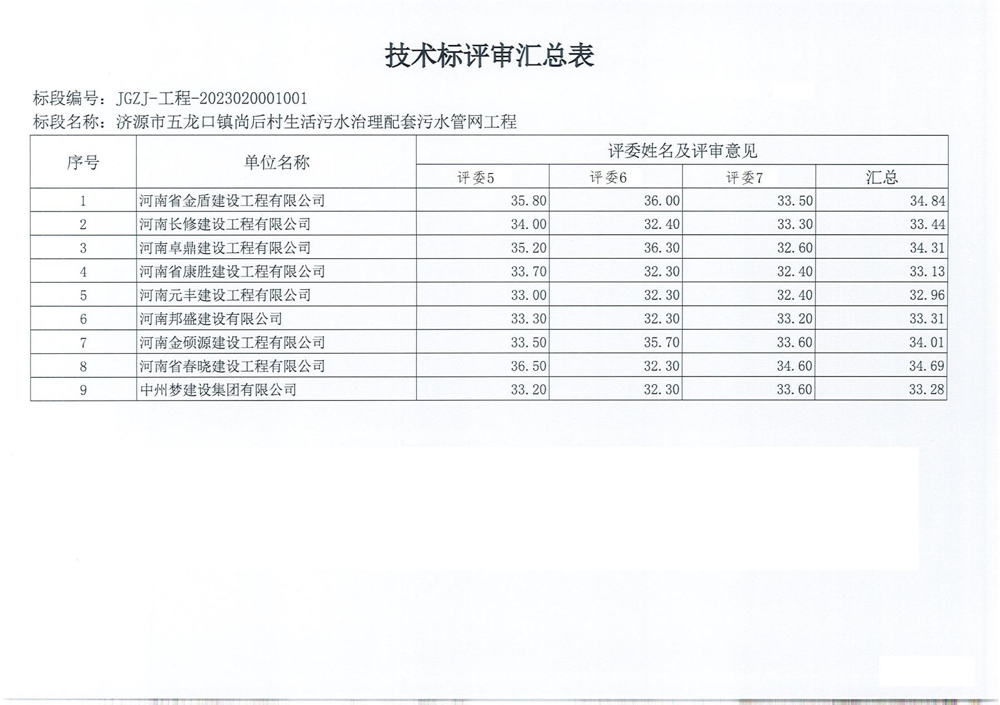 技术标评审汇总表
标段编号：JGZJ-工程-2023020001001
标段名称：济源市五龙口镇尚后村生活污水治理配套污水管网工程
序号 单位名称 评委姓名及评审意见
评委5 评委6 评委7 汇总
1 河南省金盾建设工程有限公司 35.80 36.00 33.50 34.84
2 河南长修建设工程有限公司 34.00 32.40 33.30 33.44
3 河南卓鼎建设工程有限公司 35.20 36.30 32.60 34.31
4 河南省康胜建设工程有限公司 33.70 32.30 32.40 33.13
5 河南元丰建设工程有限公司 33.00 32.30 32.40 32.96
6 河南邦盛建设有限公司 33.30 32.30 33.20 33.31
7 河南金硕源建设工程有限公司 33.50 35.70 33.60 34.01
8 河南省春晓建设工程有限公司 36.50 32.30 34.60 34.69
9 中州梦建设集团有限公司 33.20 32.30 33.60 33.28